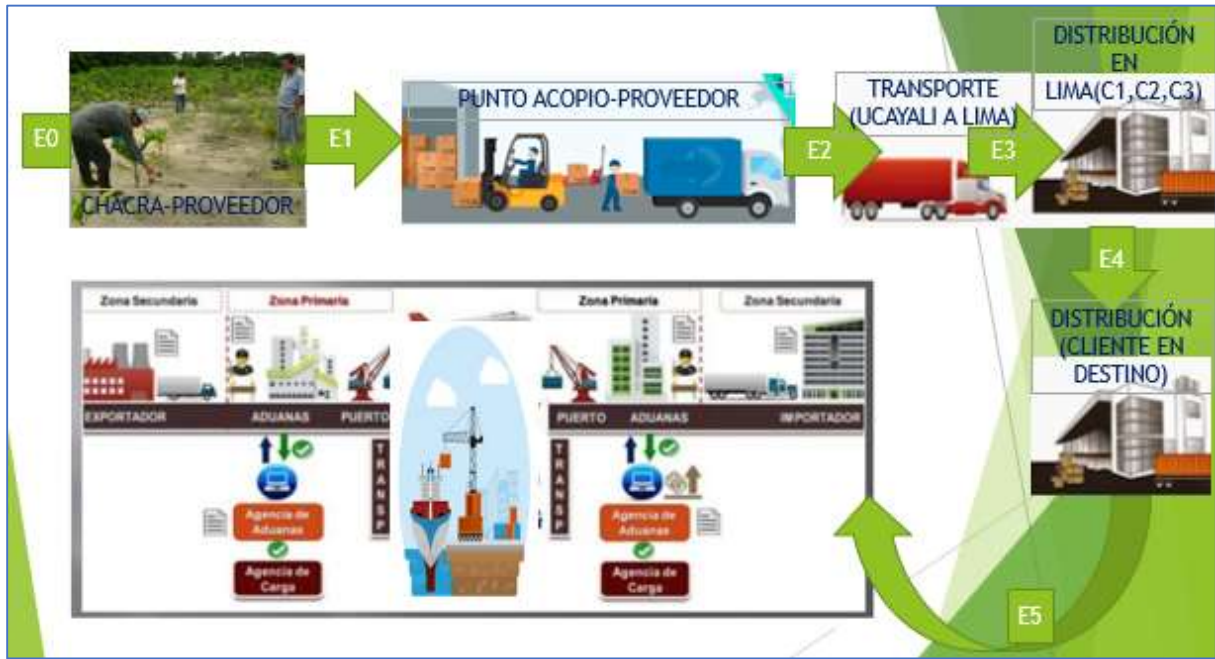 E0
CHACRA-PROVEEDOR
E1
PUNTO ACOPIO-PROVEEDOR
E2
TRANSPORTE
(UCAYALI A LIMA)
E3
DISTRIBUCIÓN
EN
LIMA(C1,C2,C3)
E4
DISTRIBUCIÓN
(CLIENTE EN
DESTINO)
E5
Zona Secundaria
Zona Primaria
Zona Primaria
Zona Secundaria
EXPORTADOR
ADUANAS
PUERTO
PUERTO
ADUANAS
IMPORTADOR
TRANSP
TRANSP
Agencia de
Aduanas
Agencia de
Carga
Agencia de
Aduanas
Agencia de
Carga